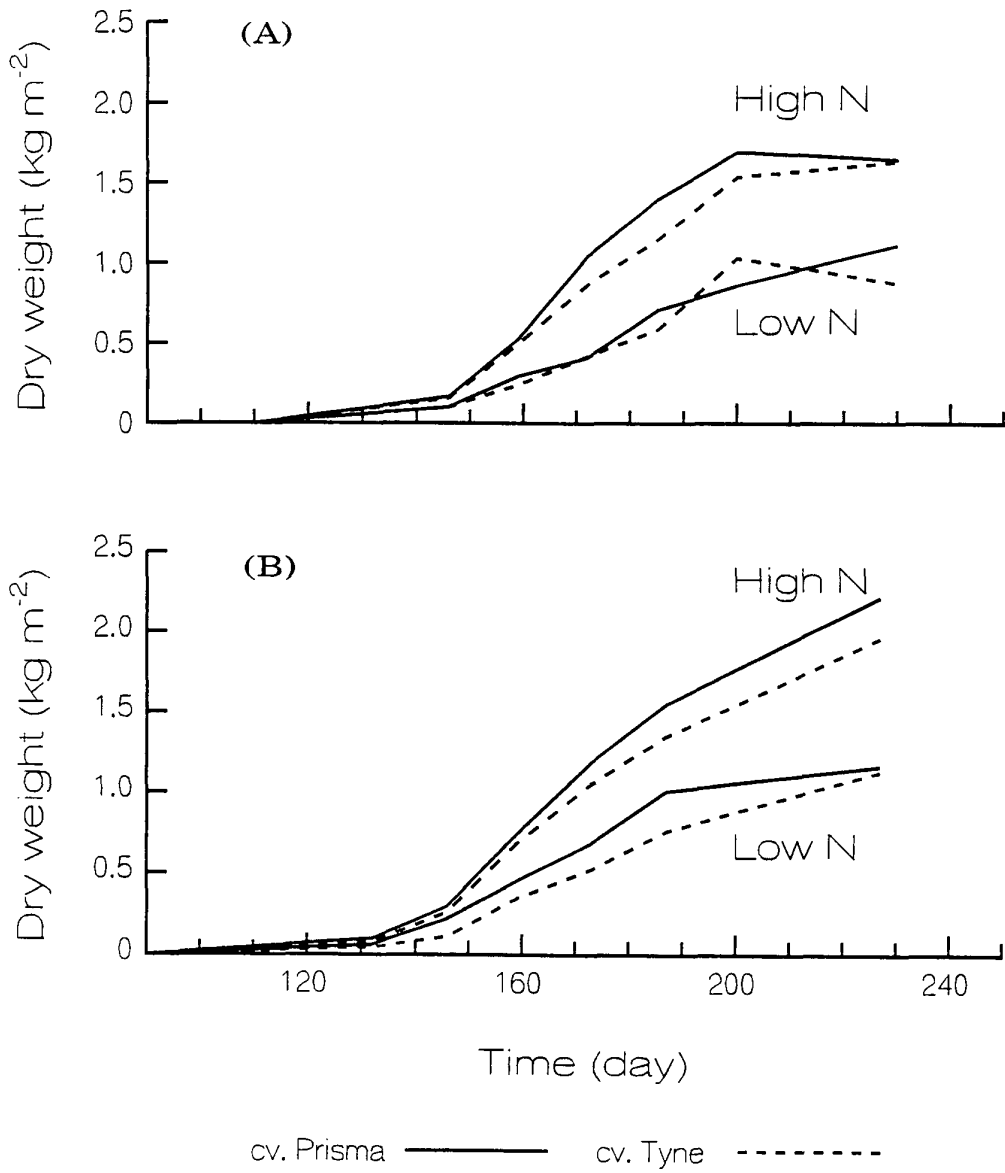 (A)
Dry weight (kg m⁻²)
2.5
2.0
1.5
1.0
0.5
0
High N
Low N
(B)
Dry weight (kg m⁻²)
2.5
2.0
1.5
1.0
0.5
0
High N
Low N
120 160 200 240
Time (day)
cv. Prisma cv. Tyne